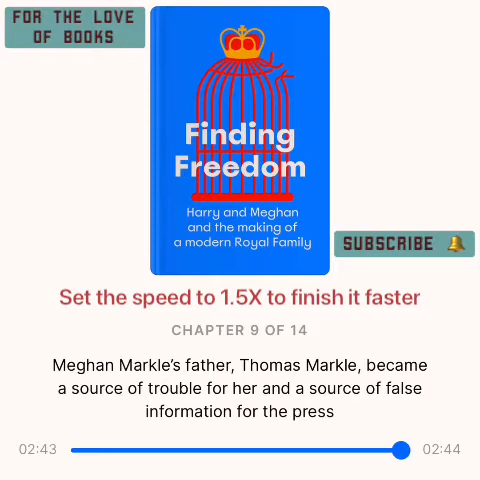 FOR THE LOVE
OF BOOKS
Finding
Freedom
Harry and Meghan
and the making of
a modern Royal Family
SUBSCRIBE 🔔
Set the speed to 1.5X to finish it faster
CHAPTER 9 OF 14
Meghan Markle’s father, Thomas Markle, became
a source of trouble for her and a source of false
information for the press
02:43 02:44